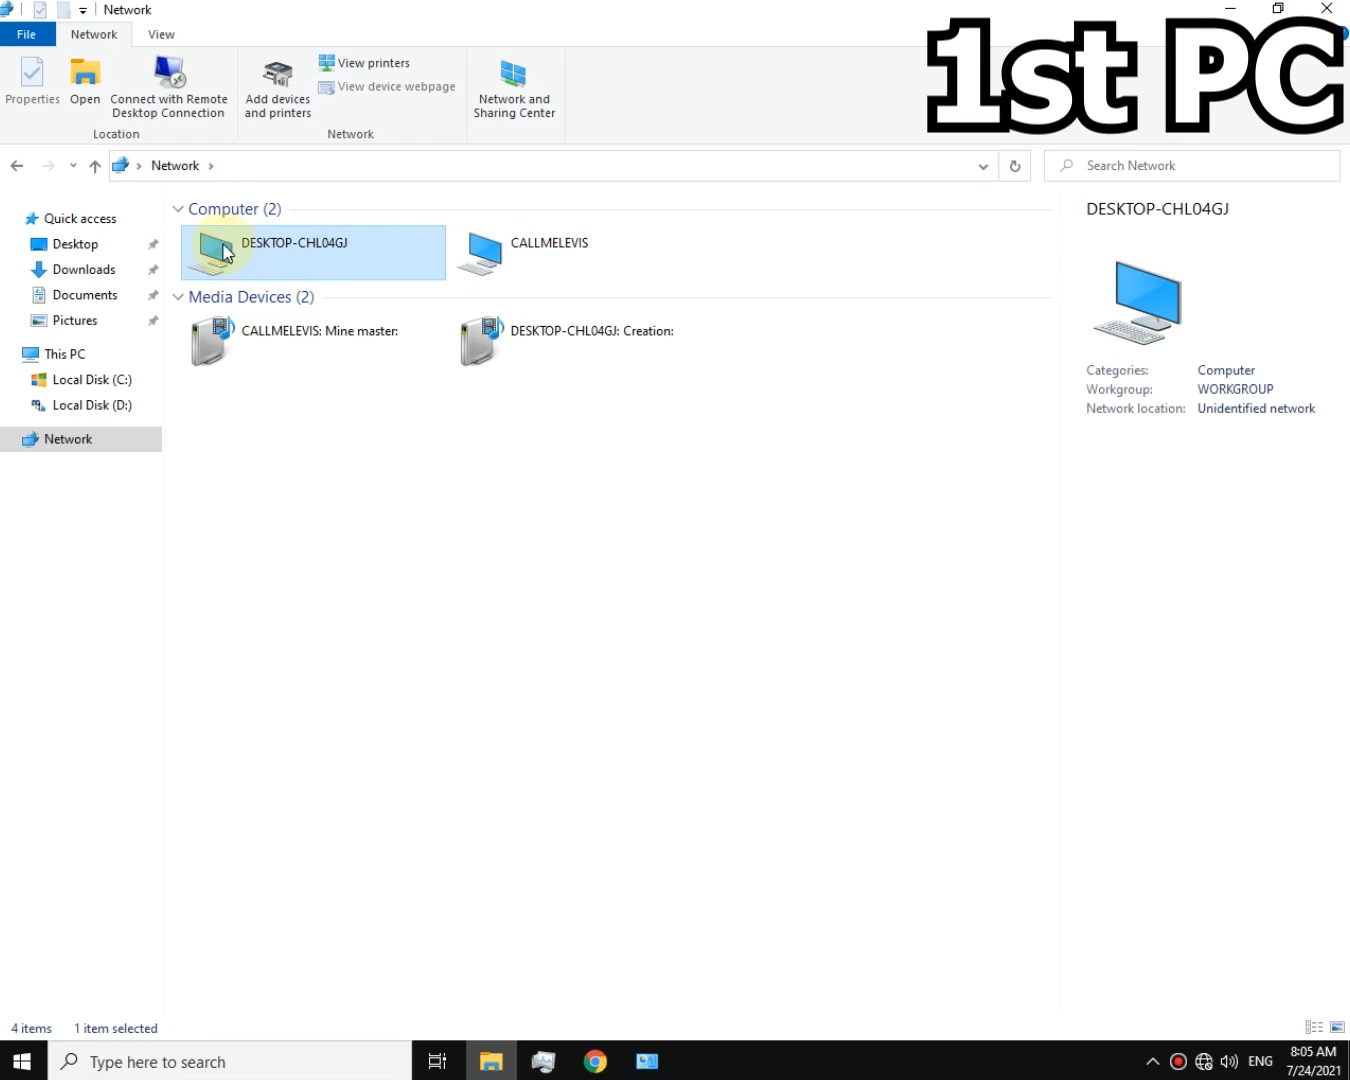 Network
1st PC
File
Network
View
Properties
Open
Connect with Remote
Desktop Connection
Location
Add devices
and printers
View printers
View device webpage
Network
Network and
Sharing Center
Network
Search Network
Quick access
Desktop
Downloads
Documents
Pictures
This PC
Local Disk (C:)
Local Disk (D:)
Network
Computer (2)
DESKTOP-CHL04GJ
CALLMELEVIS
Media Devices (2)
CALLMELEVIS: Mine master:
DESKTOP-CHL04GJ: Creation:
DESKTOP-CHL04GJ
Categories: Computer
Workgroup: WORKGROUP
Network location: Unidentified network
4 items
1 item selected
Type here to search
ENG
8:05 AM
7/24/2021